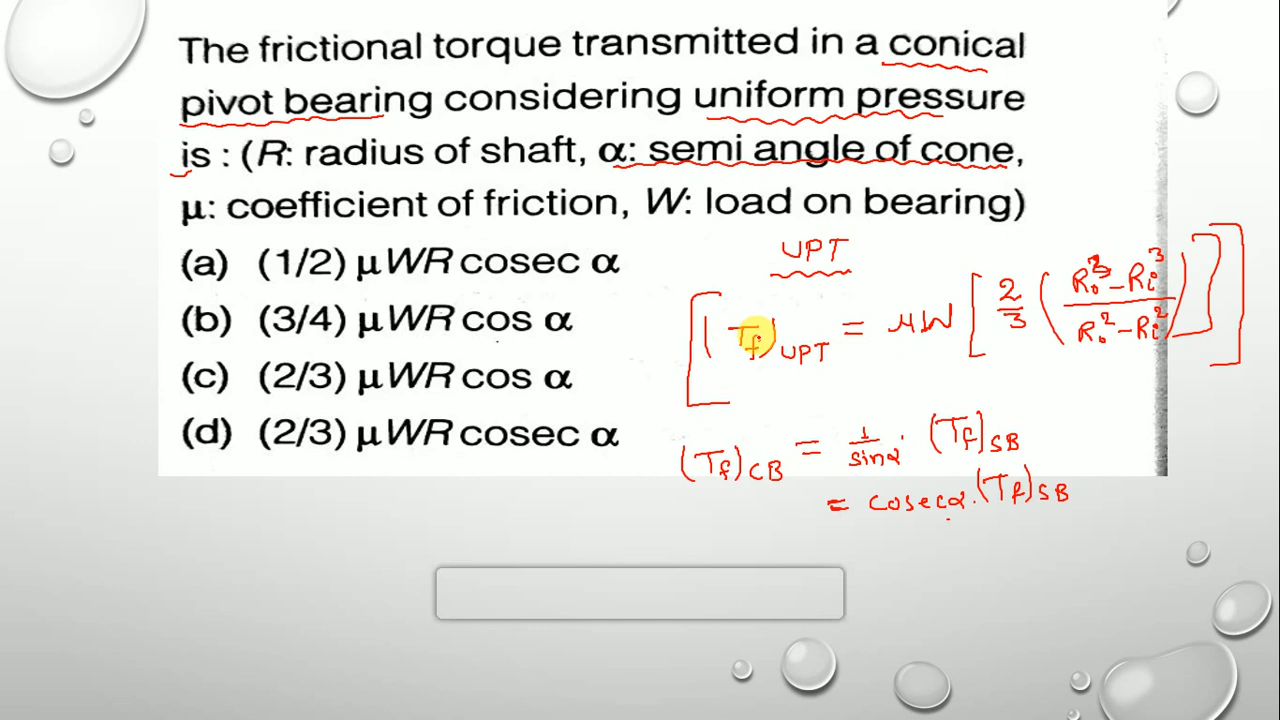 The frictional torque transmitted in a conical
pivot bearing considering uniform pressure
is : (R: radius of shaft, α: semi angle of cone,
μ: coefficient of friction, W: load on bearing)
(a) (1/2) μWR cosec α
(b) (3/4) μWR cos α
(c) (2/3) μWR cos α
(d) (2/3) μWR cosec α
UPT
[(Tf)UPT = μW [2/3 (Ro³ - Ri³ / Ro² - Ri²)]]
(Tf)CB = 1/sinα · (Tf)SB
= cosecα · (Tf)SB